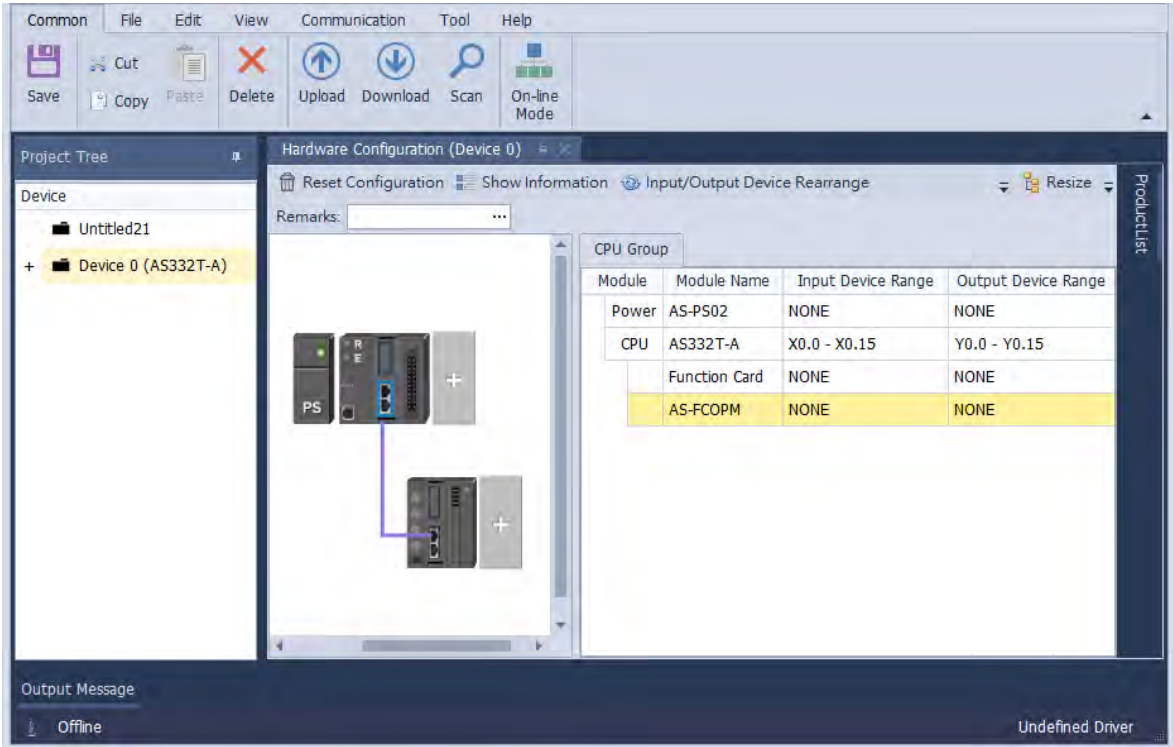 Common File Edit View Communication Tool Help
Save Cut Copy Paste Delete Upload Download Scan On-line Mode
Project Tree
Device
Untitled21
+ Device 0 (AS332T-A)
Hardware Configuration (Device 0)
Reset Configuration Show Information Input/Output Device Rearrange Resize
Remarks: ...
ProductList
PS
R
E
+
+
CPU Group
Module Module Name Input Device Range Output Device Range
Power AS-PS02 NONE NONE
CPU AS332T-A X0.0 - X0.15 Y0.0 - Y0.15
Function Card NONE NONE
AS-FCOPM NONE NONE
Output Message
Offline Undefined Driver